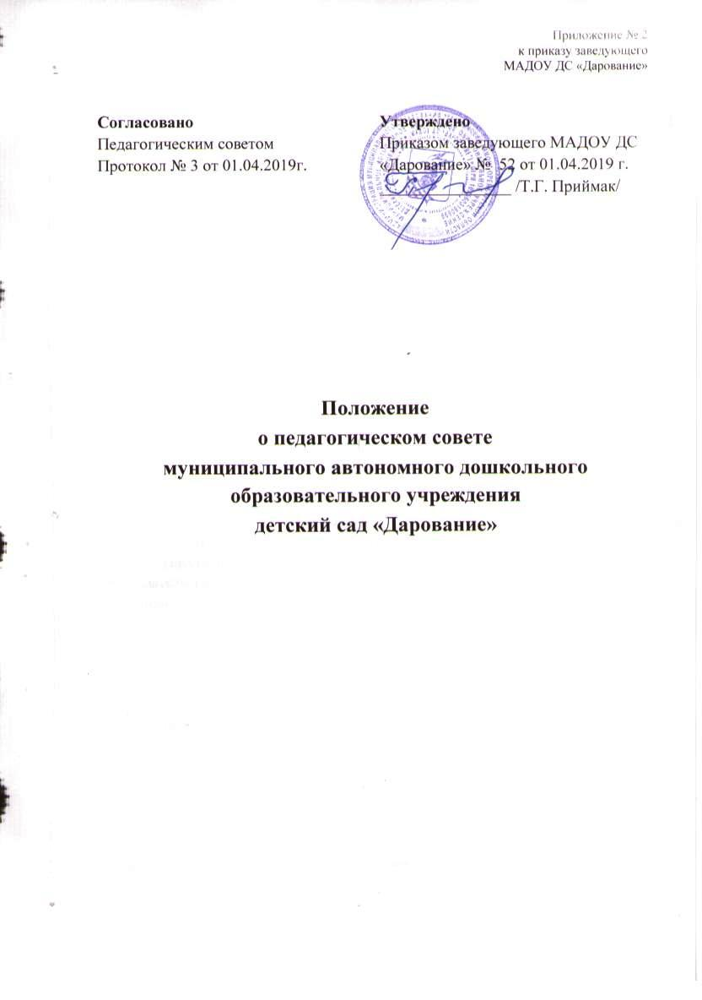 Приложение № 2
к приказу заведующего
МАДОУ ДС «Дарование»
Согласовано
Педагогическим советом
Протокол № 3 от 01.04.2019г.
Утверждено
Приказом заведующего МАДОУ ДС
«Дарование» № 52 от 01.04.2019 г.
________________ /Т.Г. Приймак/
Положение
о педагогическом совете
муниципального автономного дошкольного
образовательного учреждения
детский сад «Дарование»